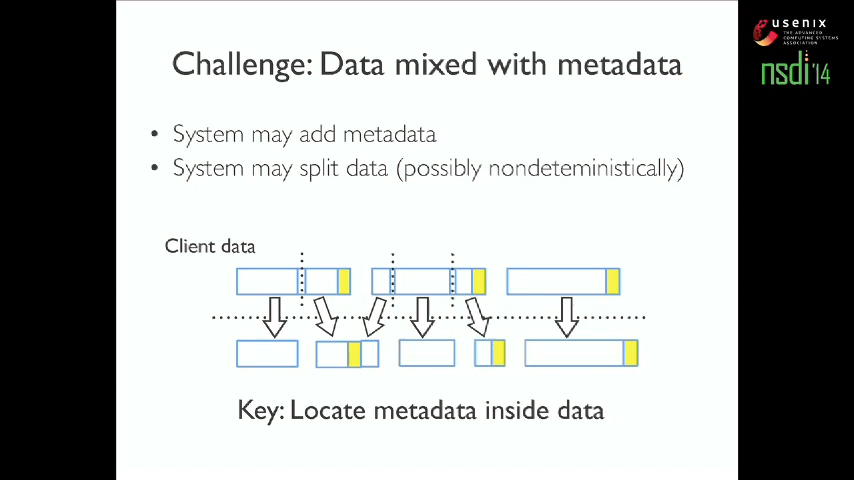 usenix
THE ADVANCED
COMPUTING SYSTEMS
ASSOCIATION
nsdi '14
Challenge: Data mixed with metadata
• System may add metadata
• System may split data (possibly nondeteministically)
Client data
Key: Locate metadata inside data